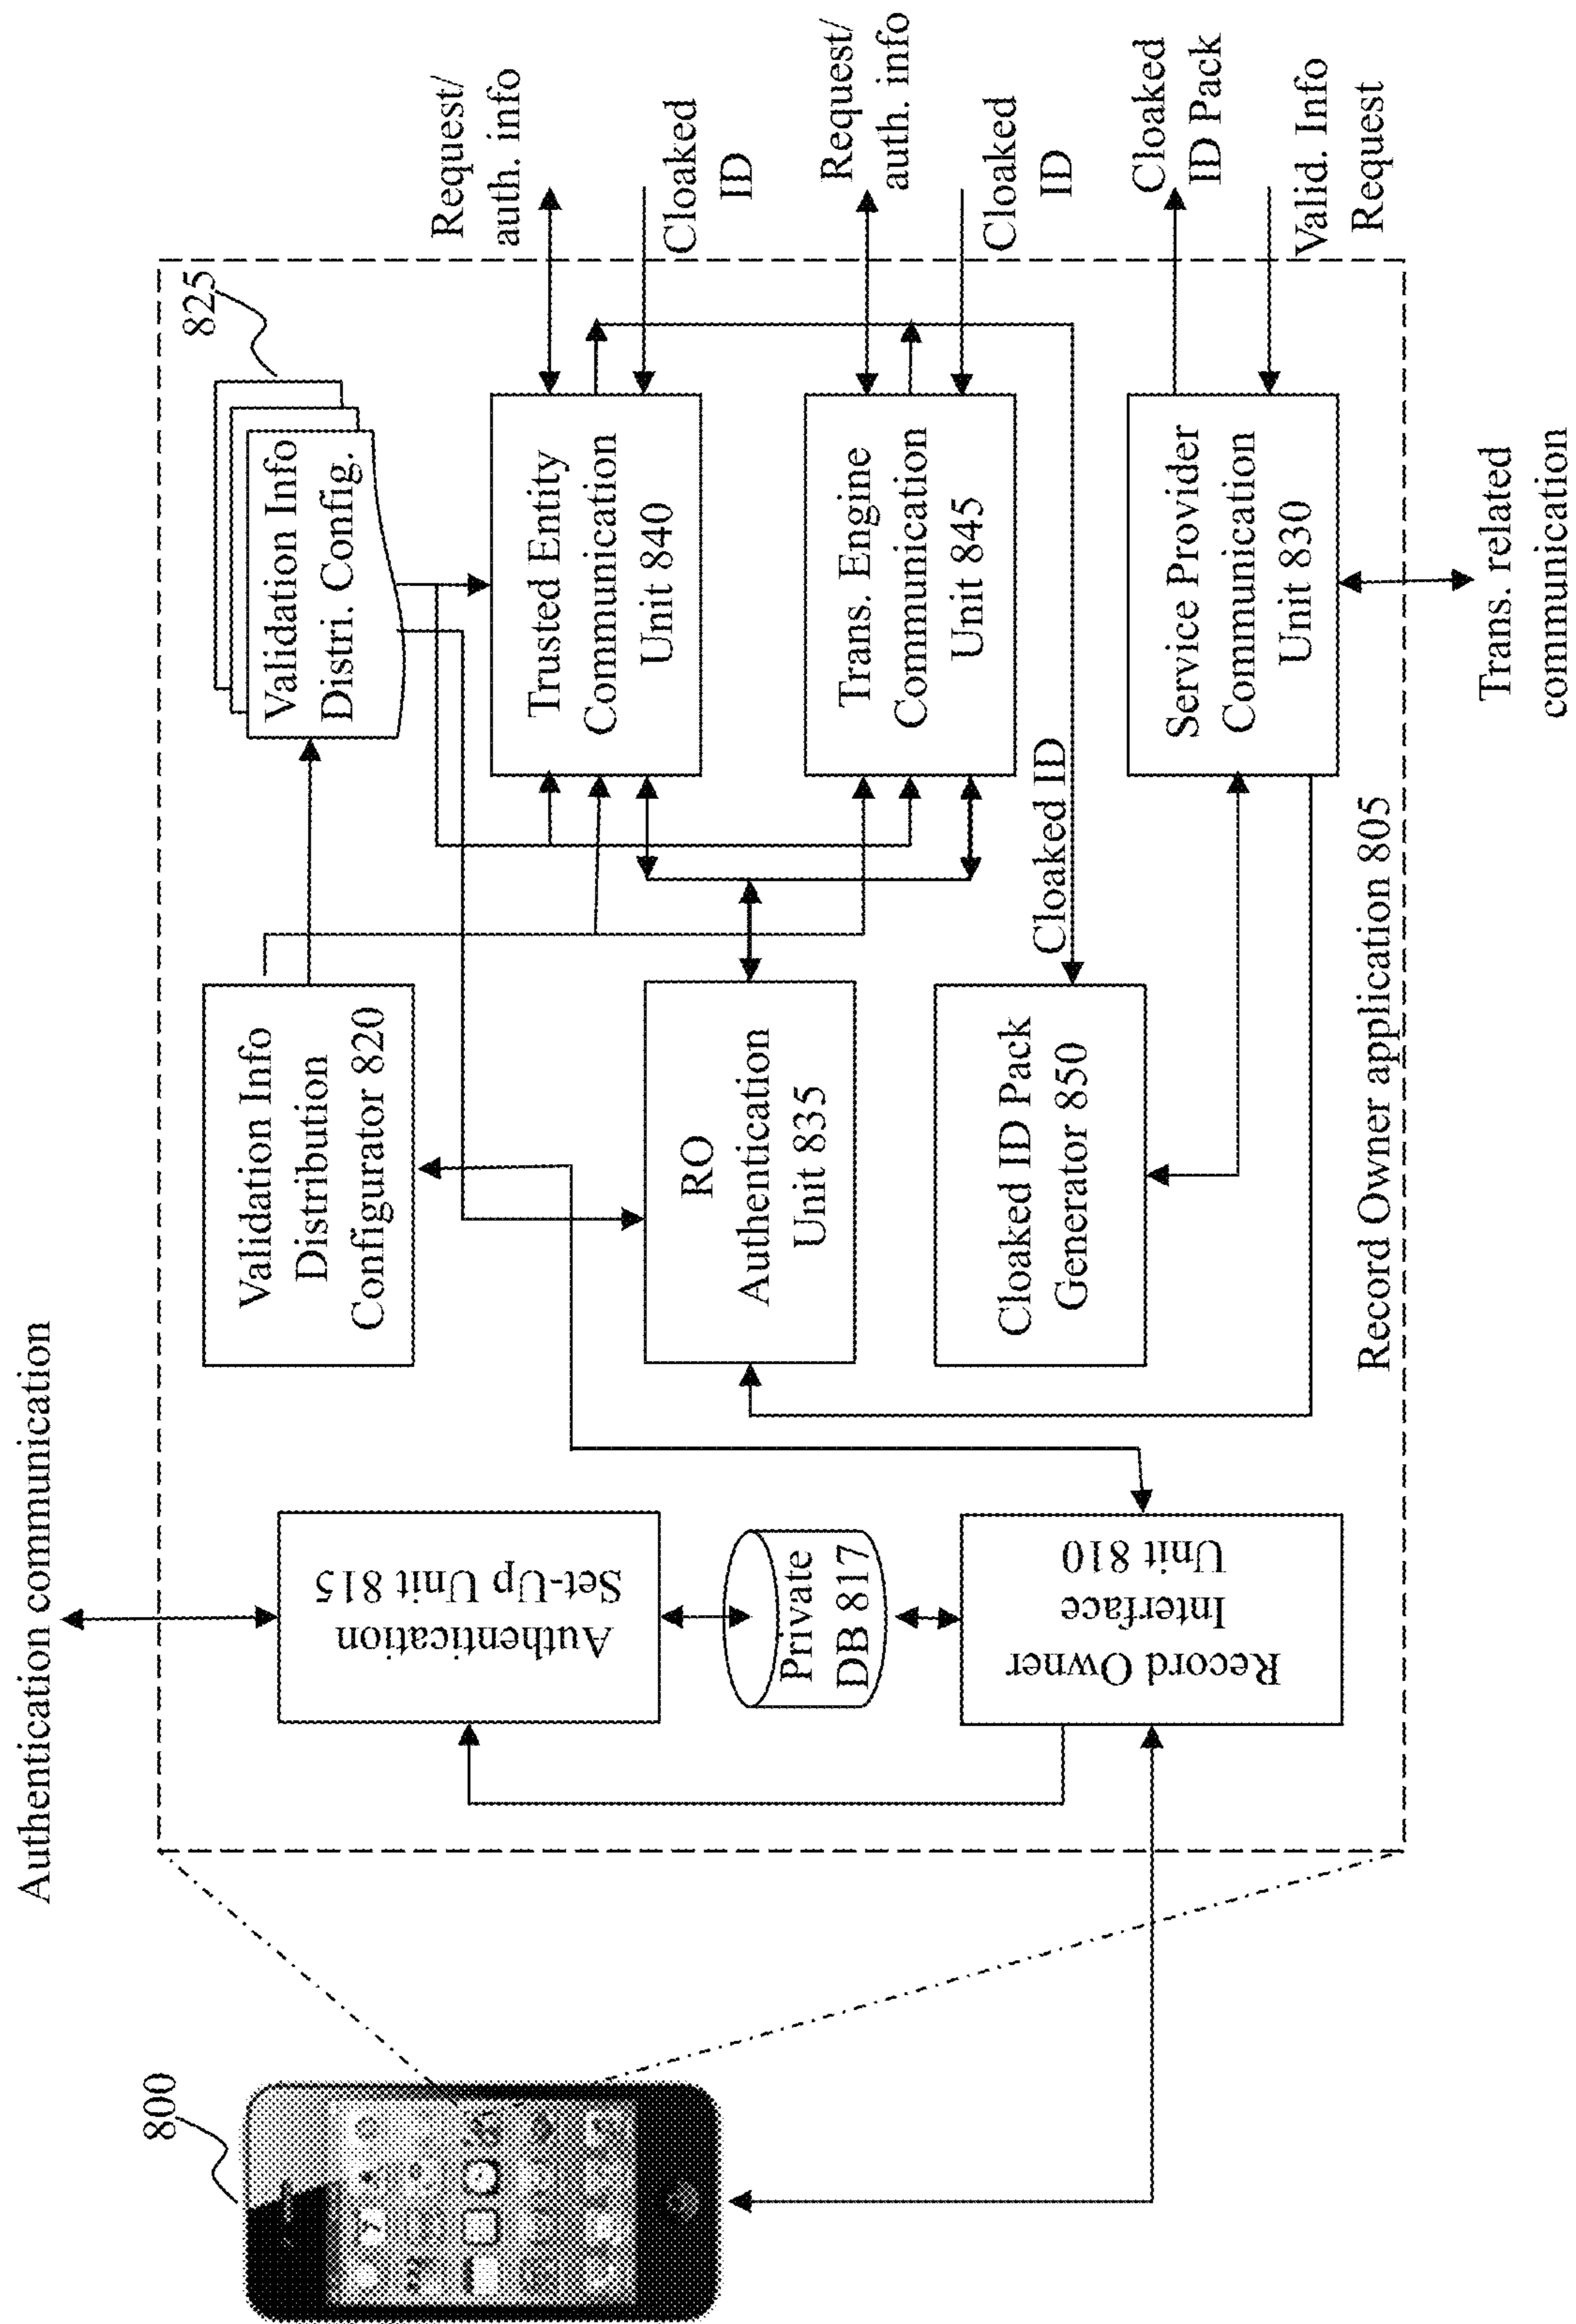 Authentication communication
800
Authentication
Set-Up Unit 815
Private
DB 817
Record Owner
Interface
Unit 810
Validation Info
Distribution
Configurator 820
RO
Authentication
Unit 835
Cloaked ID Pack
Generator 850
Cloaked ID
825
Validation Info
Distri. Config.
Trusted Entity
Communication
Unit 840
Trans. Engine
Communication
Unit 845
Service Provider
Communication
Unit 830
Record Owner application 805
Request/
auth. info
Cloaked
ID
Request/
auth. info
Cloaked
ID
Cloaked
ID Pack
Valid. Info
Request
Trans. related
communication